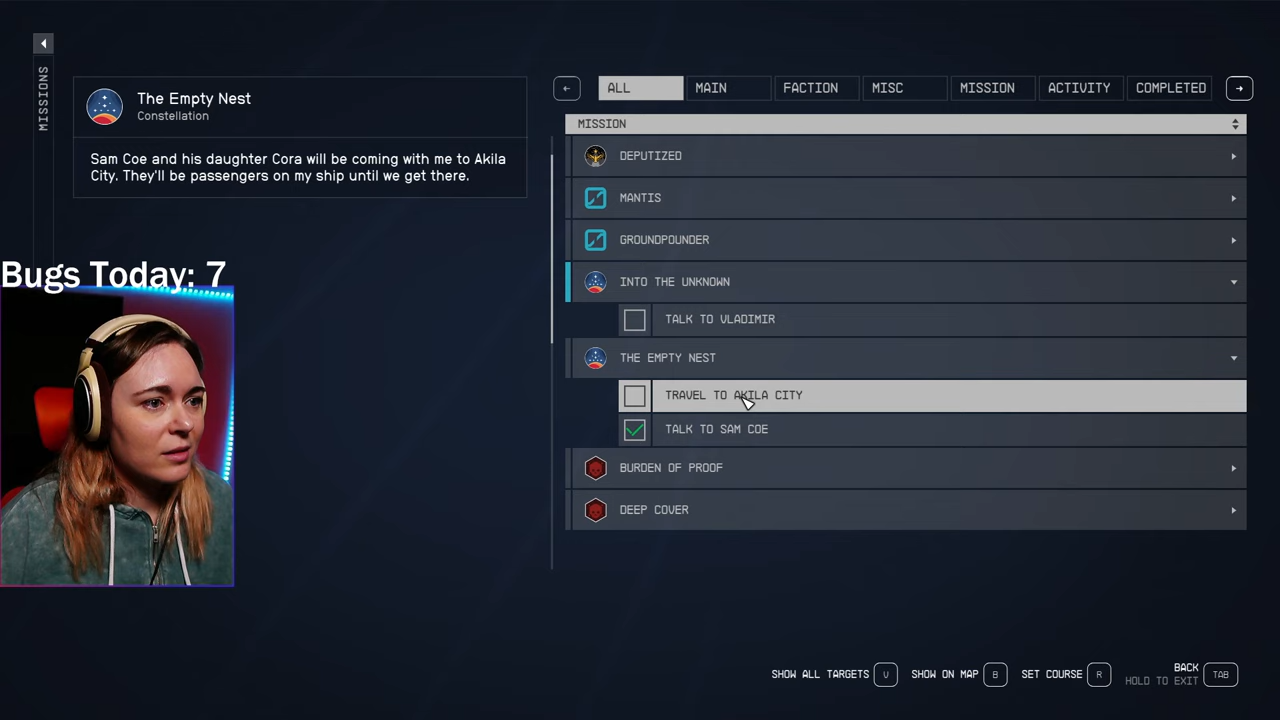 MISSIONS
The Empty Nest
Constellation
Sam Coe and his daughter Cora will be coming with me to Akila
City. They'll be passengers on my ship until we get there.
Bugs Today: 7
ALL
MAIN
FACTION
MISC
MISSION
ACTIVITY
COMPLETED
MISSION
DEPUTIZED
MANTIS
GROUNDPOUNDER
INTO THE UNKNOWN
TALK TO VLADIMIR
THE EMPTY NEST
TRAVEL TO AKILA CITY
TALK TO SAM COE
BURDEN OF PROOF
DEEP COVER
SHOW ALL TARGETS V
SHOW ON MAP B
SET COURSE R
BACK
HOLD TO EXIT
TAB